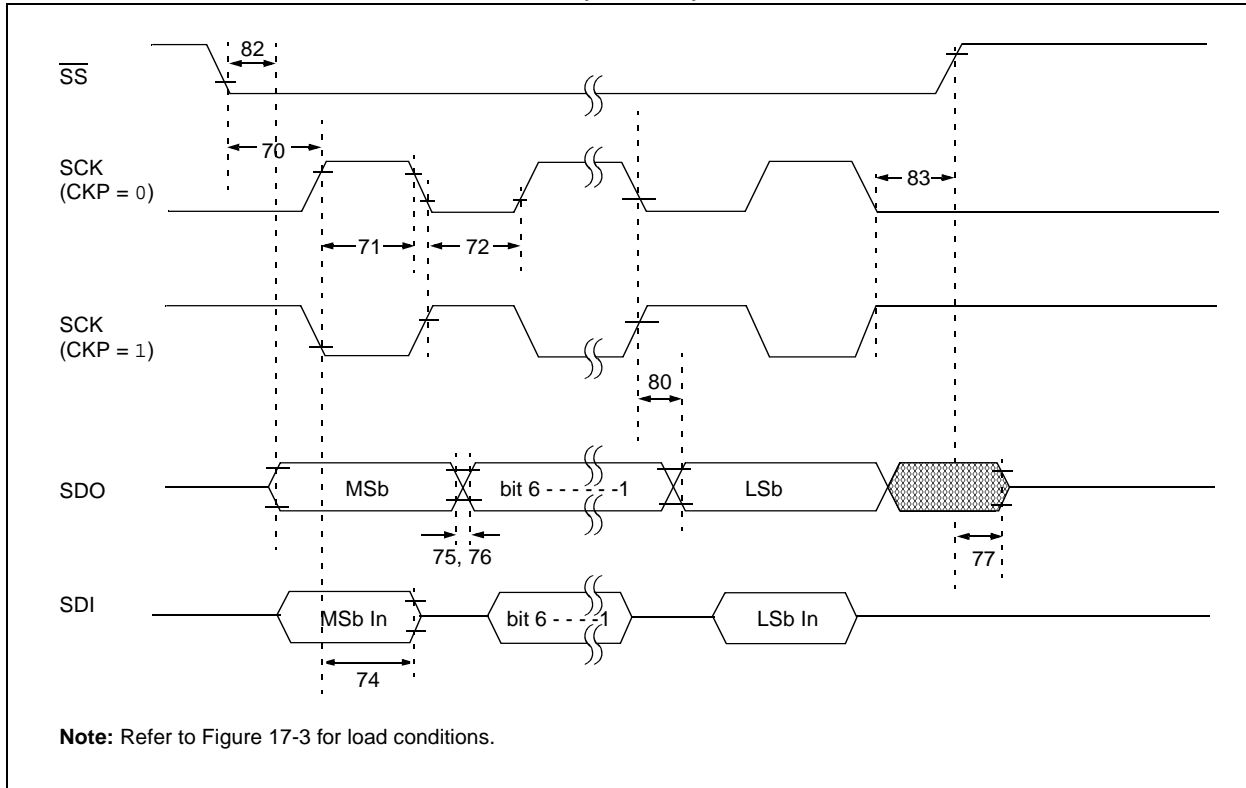 82
SS
70
SCK
(CKP = 0)
83
71
72
SCK
(CKP = 1)
80
SDO
MSb
bit 6 - - - - - -1
LSb
75, 76
77
SDI
MSb In
bit 6 - - - -1
LSb In
74
Note: Refer to Figure 17-3 for load conditions.